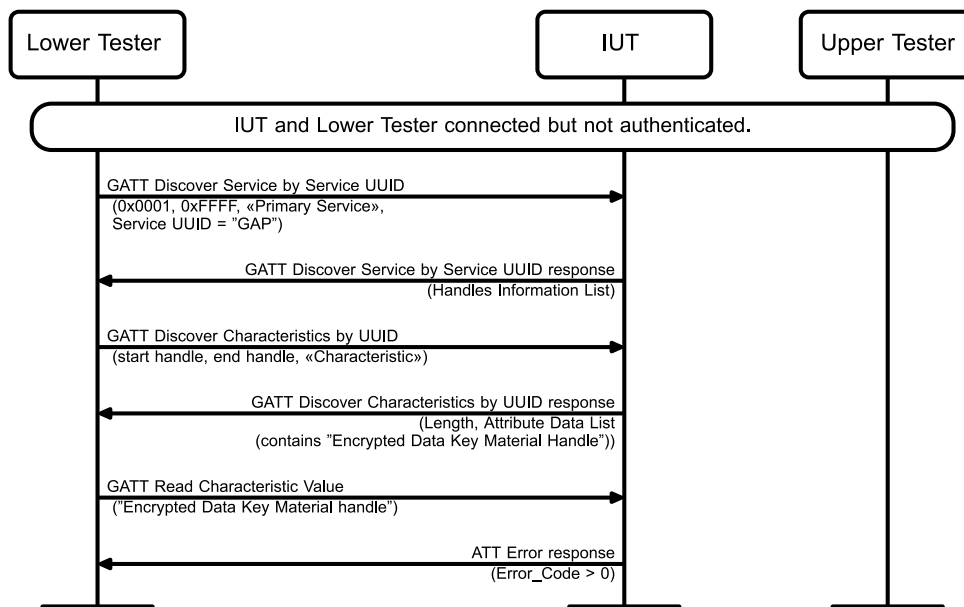 Lower Tester
IUT
Upper Tester
IUT and Lower Tester connected but not authenticated.
GATT Discover Service by Service UUID
(0x0001, 0xFFFF, «Primary Service»,
Service UUID = ”GAP”)
GATT Discover Service by Service UUID response
(Handles Information List)
GATT Discover Characteristics by UUID
(start handle, end handle, «Characteristic»)
GATT Discover Characteristics by UUID response
(Length, Attribute Data List
(contains ”Encrypted Data Key Material Handle”))
GATT Read Characteristic Value
(”Encrypted Data Key Material handle”)
ATT Error response
(Error_Code > 0)